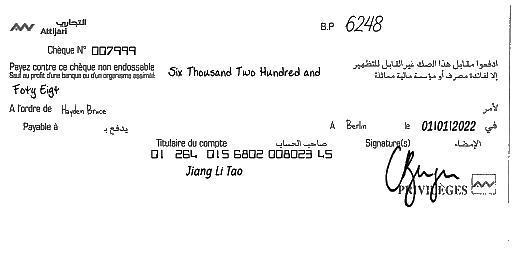 التجاري
Attijari
B.P 6248
Chèque N° 007999
Payez contre ce chèque non endossable
Sauf au profit d'une banque ou d'un organisme assimilé
Six Thousand Two Hundred and
ادفعوا مقابل هذا الصك غير القابل للتظهير
إلا لفائدة مصرف أو مؤسسة مالية مماثلة
Foty Eigt
A l'ordre de Hayden Bruce
لأمر
Payable à
يدفع بـ
A Berlin le 01/01/2022 في
Titulaire du compte صاحب الحساب
Signature(s) الإمضاء
01 264 015 6802 008023 45
Jiang Li Tao
PRIVILÈGES